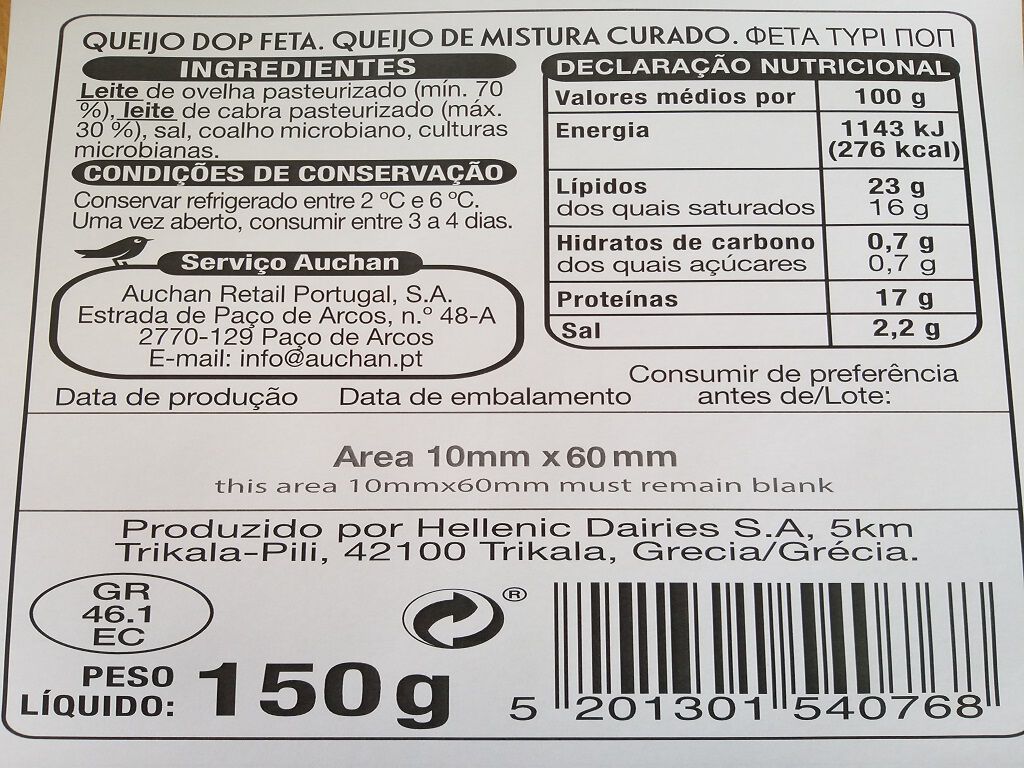 QUEIJO DOP FETA. QUEIJO DE MISTURA CURADO. ΦΕΤΑ ΤΥΡΙ ΠΟΠ
INGREDIENTES
Leite de ovelha pasteurizado (mín. 70
%), leite de cabra pasteurizado (máx.
30 %), sal, coalho microbiano, culturas
microbianas.
CONDIÇÕES DE CONSERVAÇÃO
Conservar refrigerado entre 2 ºC e 6 ºC.
Uma vez aberto, consumir entre 3 a 4 dias.
Serviço Auchan
Auchan Retail Portugal, S.A.
Estrada de Paço de Arcos, n.º 48-A
2770-129 Paço de Arcos
E-mail: info@auchan.pt
DECLARAÇÃO NUTRICIONAL
Valores médios por 100 g
Energia 1143 kJ
(276 kcal)
Lípidos 23 g
dos quais saturados 16 g
Hidratos de carbono 0,7 g
dos quais açúcares 0,7 g
Proteínas 17 g
Sal 2,2 g
Data de produção
Data de embalamento
Consumir de preferência
antes de/Lote:
Area 10mm x 60 mm
this area 10mmx60mm must remain blank
Produzido por Hellenic Dairies S.A, 5km
Trikala-Pili, 42100 Trikala, Grecia/Grécia.
GR
46.1
EC
®
PESO
LÍQUIDO: 150g
5 201301 540768